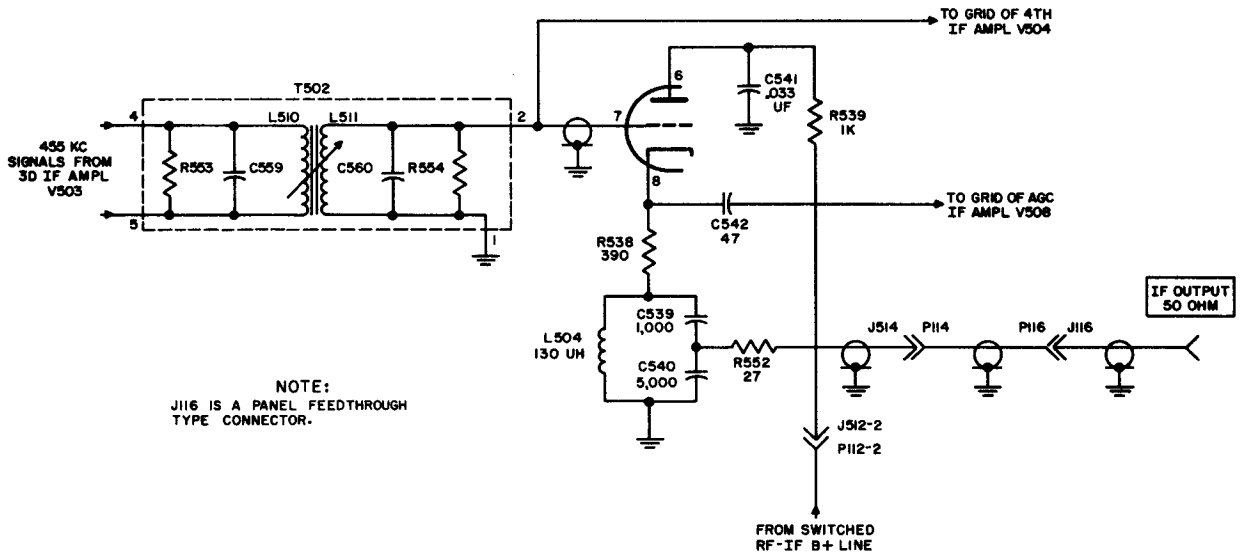 TO GRID OF 4TH
IF AMPL V504
T502
4
L510
L511
2
7
6
8
C541
.033
UF
R539
1K
455 KC
SIGNALS FROM
3D IF AMPL
V503
R553
C559
C560
R554
5
1
C542
47
TO GRID OF AGC
IF AMPL V508
R538
390
L504
130 UH
C539
1,000
C540
5,000
R552
27
J514
P114
P116
J116
IF OUTPUT
50 OHM
NOTE:
J116 IS A PANEL FEEDTHROUGH
TYPE CONNECTOR.
J512-2
P112-2
FROM SWITCHED
RF-IF B+ LINE